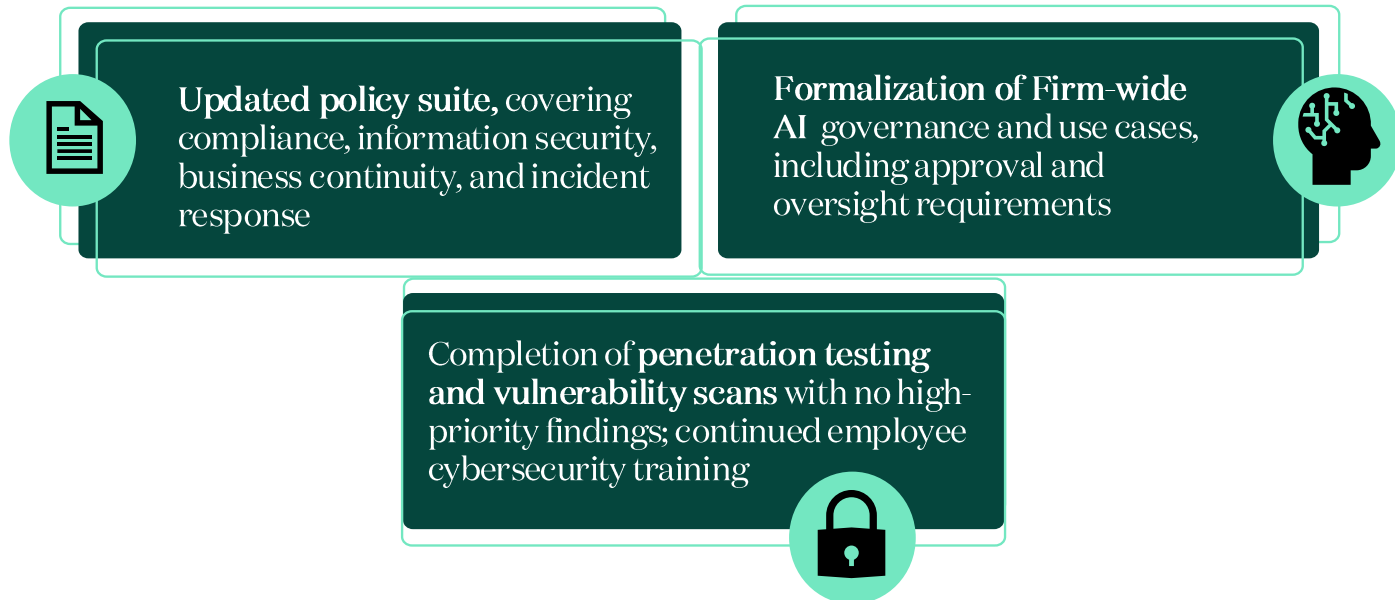 Updated policy suite, covering
compliance, information security,
business continuity, and incident
response
Formalization of Firm-wide
AI governance and use cases,
including approval and
oversight requirements
Completion of penetration testing
and vulnerability scans with no high-
priority findings; continued employee
cybersecurity training